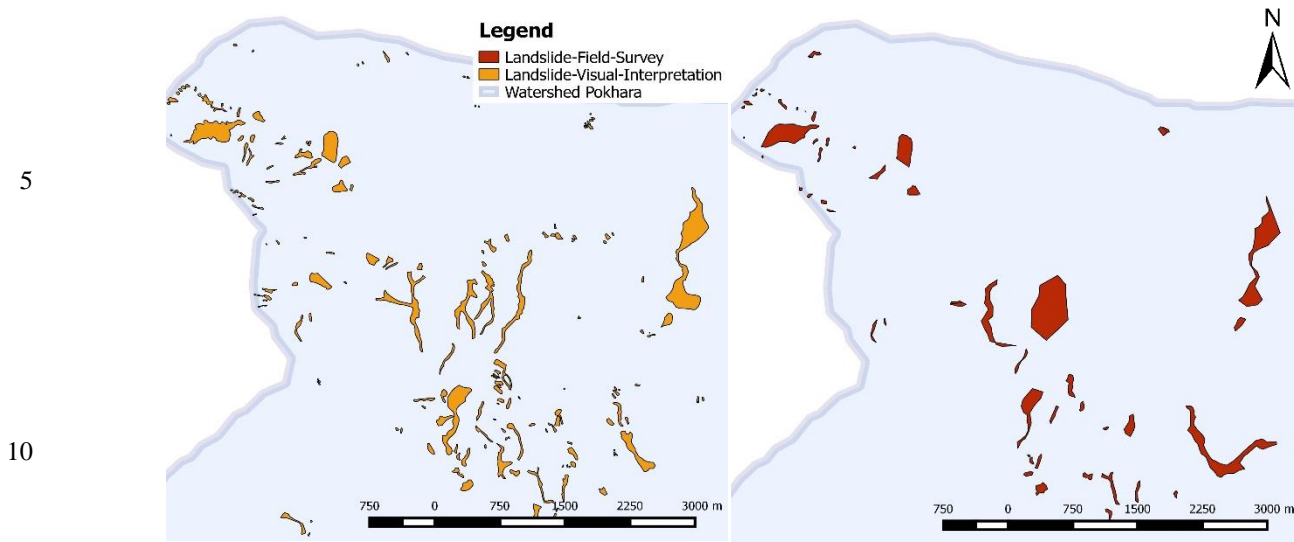 Legend
Landslide-Field-Survey
Landslide-Visual-Interpretation
Watershed Pokhara
N
5
10
750 0 750 1500 2250 3000 m
750 0 750 1500 2250 3000 m